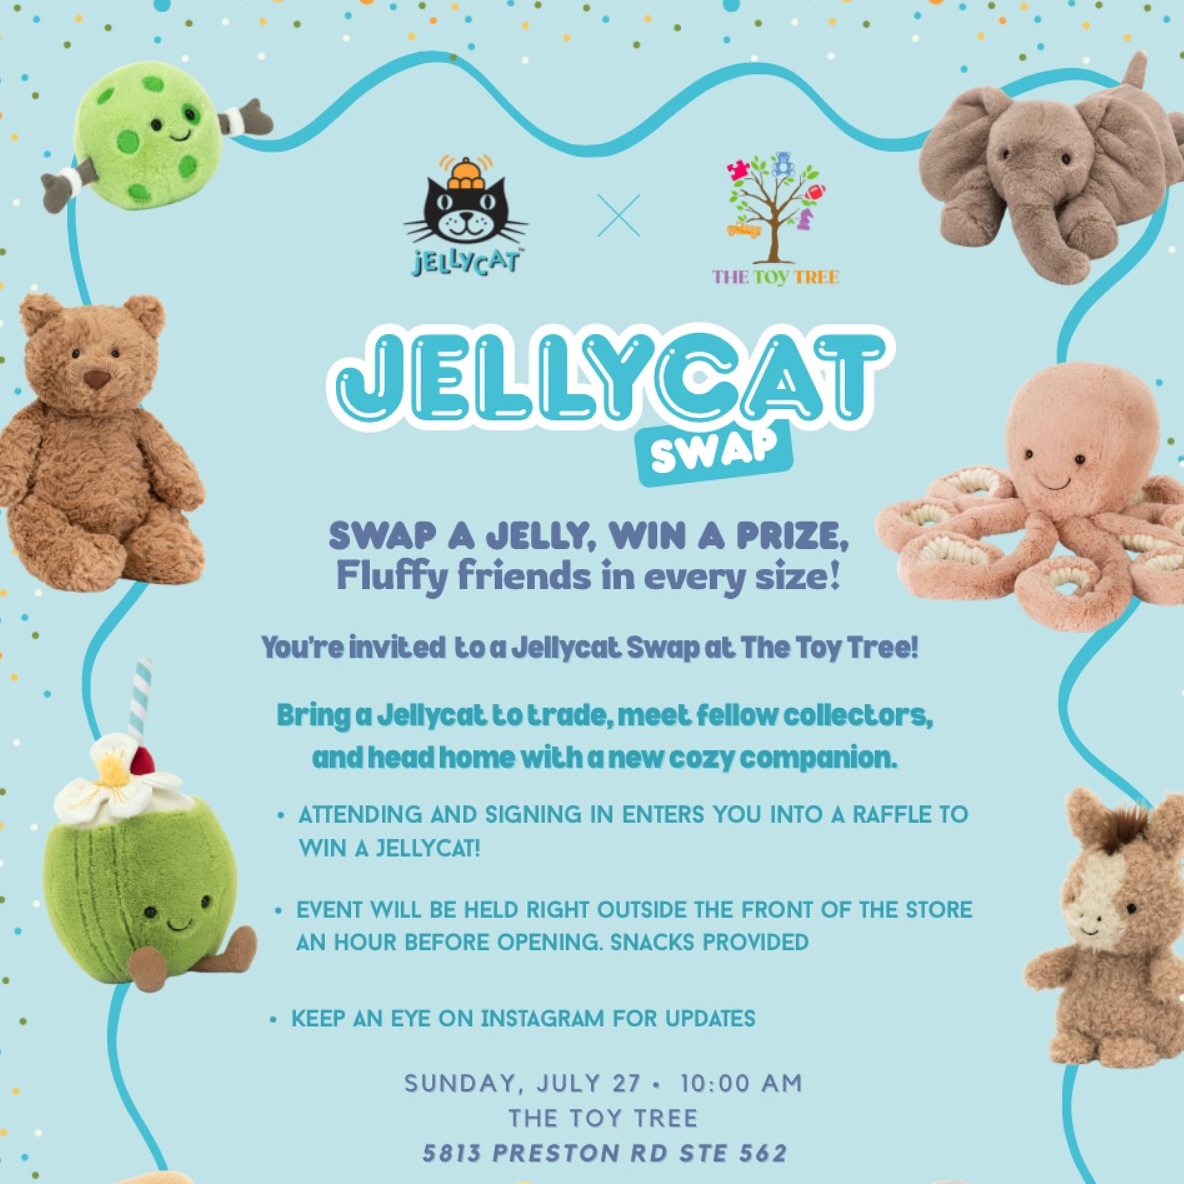 JELLYCAT™
THE TOY TREE
JELLYCAT
SWAP
SWAP A JELLY, WIN A PRIZE,
Fluffy friends in every size!
You're invited to a Jellycat Swap at The Toy Tree!
Bring a Jellycat to trade, meet fellow collectors,
and head home with a new cozy companion.
• ATTENDING AND SIGNING IN ENTERS YOU INTO A RAFFLE TO
WIN A JELLYCAT!
• EVENT WILL BE HELD RIGHT OUTSIDE THE FRONT OF THE STORE
AN HOUR BEFORE OPENING. SNACKS PROVIDED
• KEEP AN EYE ON INSTAGRAM FOR UPDATES
SUNDAY, JULY 27 • 10:00 AM
THE TOY TREE
5813 PRESTON RD STE 562